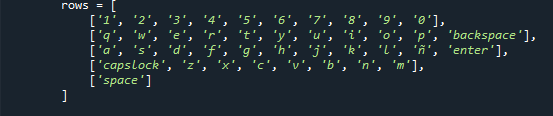 rows = [
['1', '2', '3', '4', '5', '6', '7', '8', '9', '0'],
['q', 'w', 'e', 'r', 't', 'y', 'u', 'i', 'o', 'p', 'backspace'],
['a', 's', 'd', 'f', 'g', 'h', 'j', 'k', 'l', 'ñ', 'enter'],
['capslock', 'z', 'x', 'c', 'v', 'b', 'n', 'm'],
['space']
]